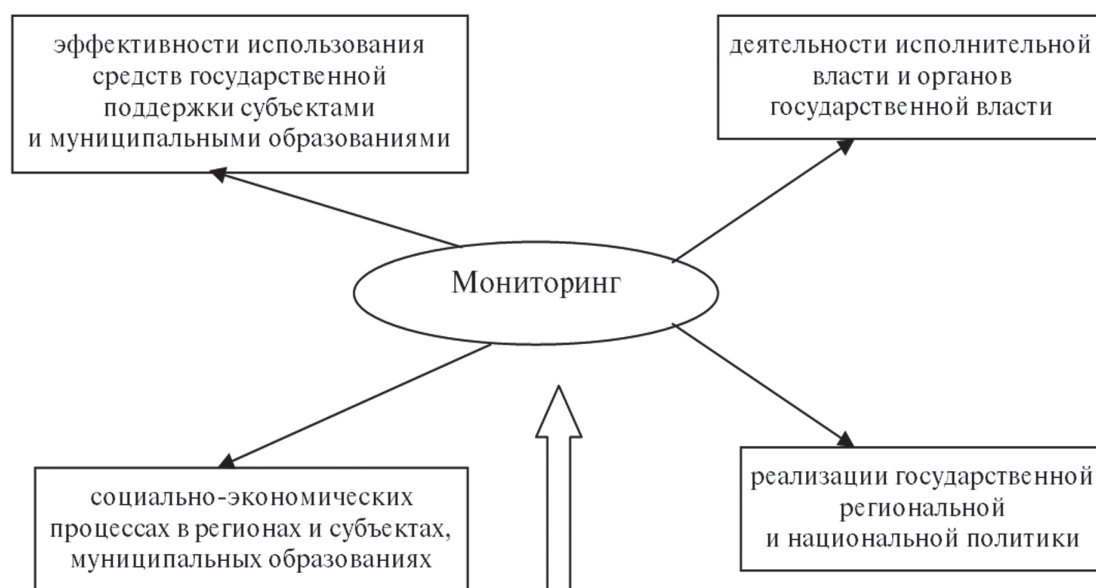 эффективности использования
средств государственной
поддержки субъектами
и муниципальными образованиями
деятельности исполнительной
власти и органов
государственной власти
Мониторинг
социально-экономических
процессах в регионах и субъектах,
муниципальных образованиях
реализации государственной
региональной
и национальной политики